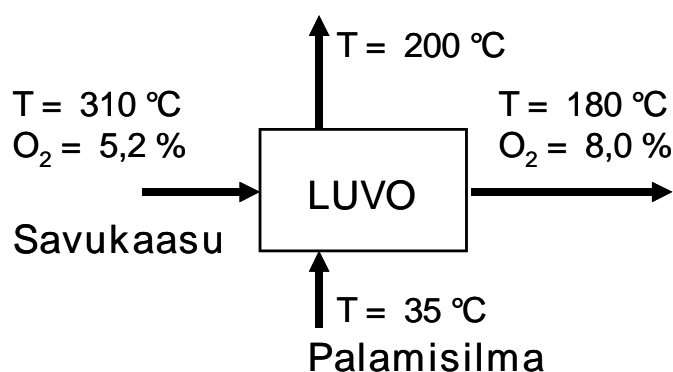 T = 200 °C
T = 310 °C
O₂ = 5,2 %
T = 180 °C
O₂ = 8,0 %
LUVO
Savukaasu
T = 35 °C
Palamisilma